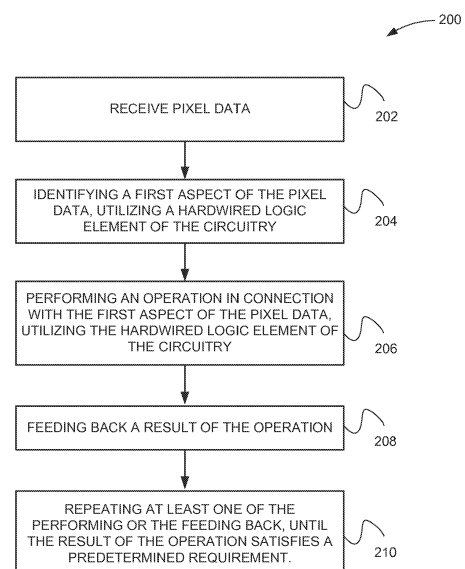 200
RECEIVE PIXEL DATA
202
IDENTIFYING A FIRST ASPECT OF THE PIXEL
DATA, UTILIZING A HARDWIRED LOGIC
ELEMENT OF THE CIRCUITRY
204
PERFORMING AN OPERATION IN CONNECTION
WITH THE FIRST ASPECT OF THE PIXEL DATA,
UTILIZING THE HARDWIRED LOGIC ELEMENT OF
THE CIRCUITRY
206
FEEDING BACK A RESULT OF THE OPERATION
208
REPEATING AT LEAST ONE OF THE
PERFORMING OR THE FEEDING BACK, UNTIL
THE RESULT OF THE OPERATION SATISFIES A
PREDETERMINED REQUIREMENT.
210